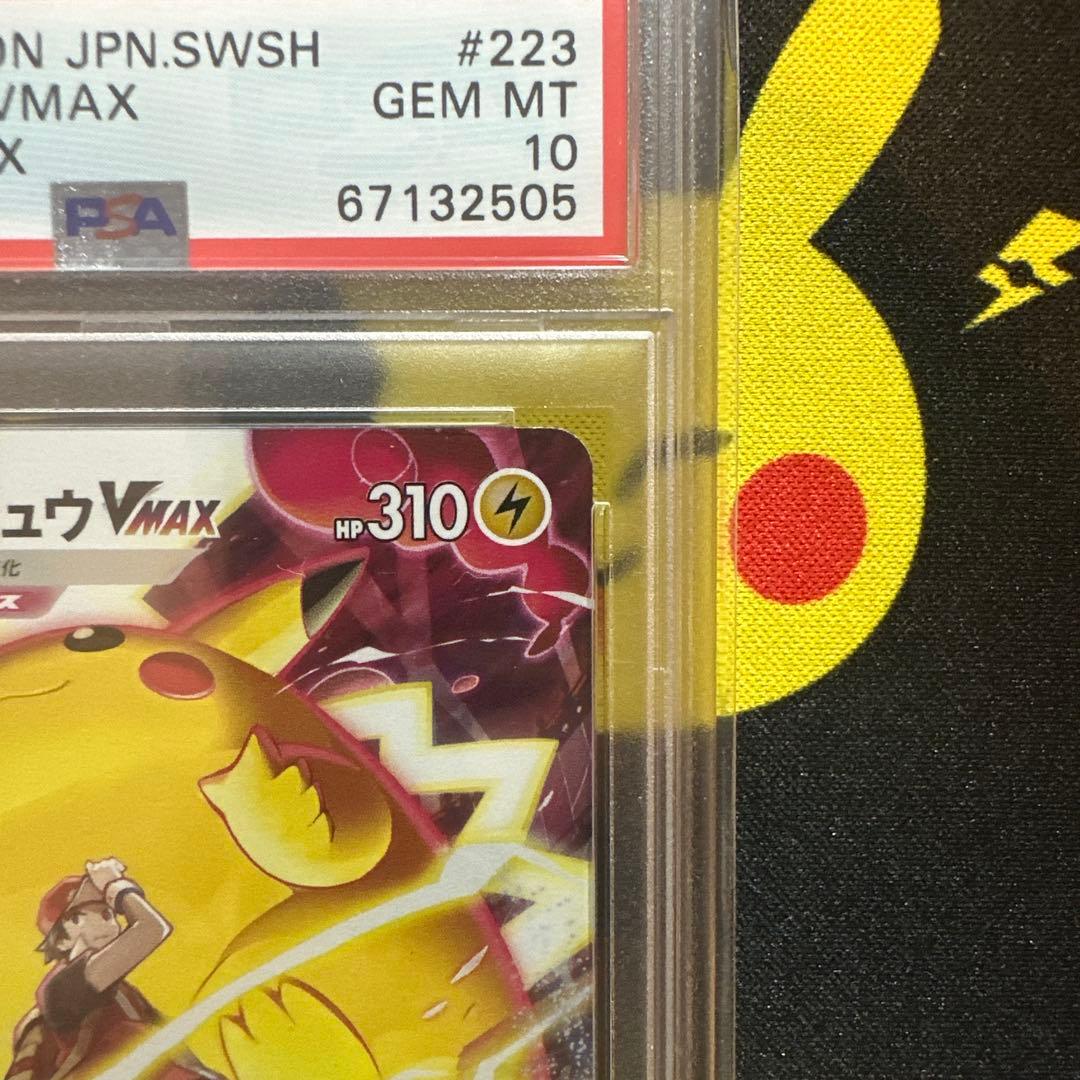 ON JPN.SWSH #223
VMAX GEM MT
X 10
PSA 67132505
ュウVMAX HP310
化
ス